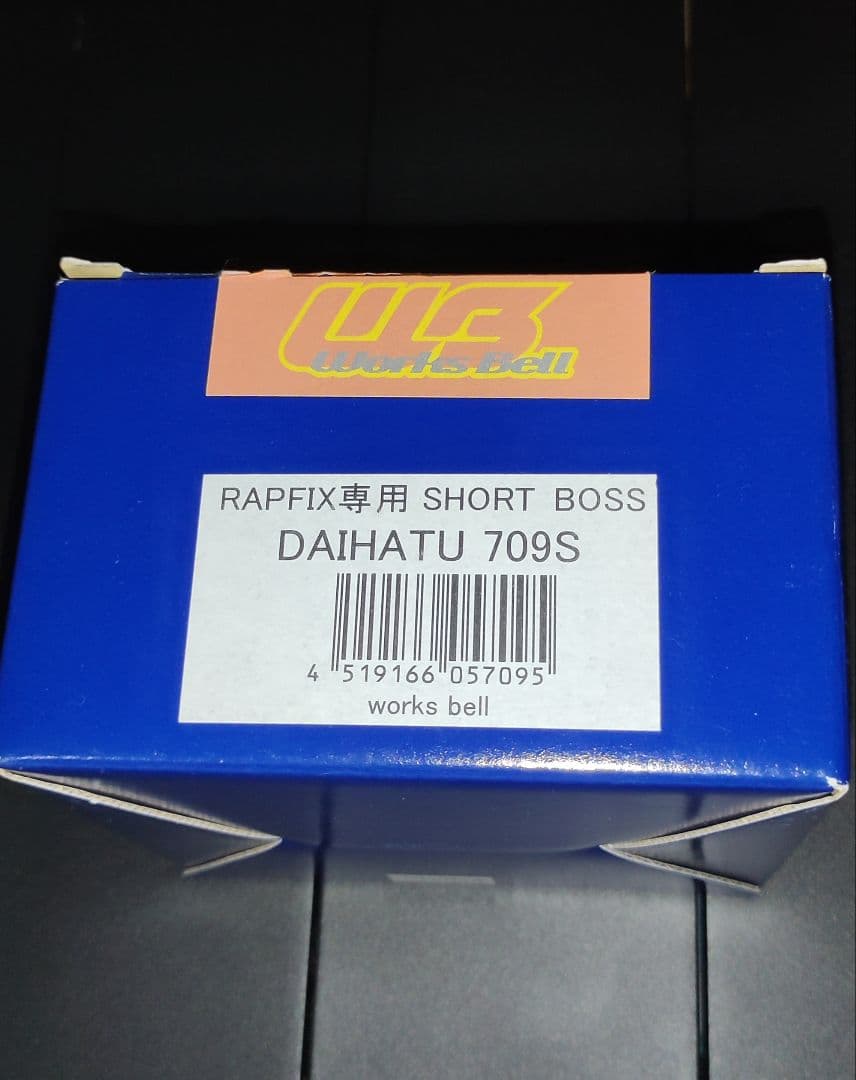 WB
Works Bell
RAPFIX専用 SHORT BOSS
DAIHATU 709S
4 519166 057095
works bell